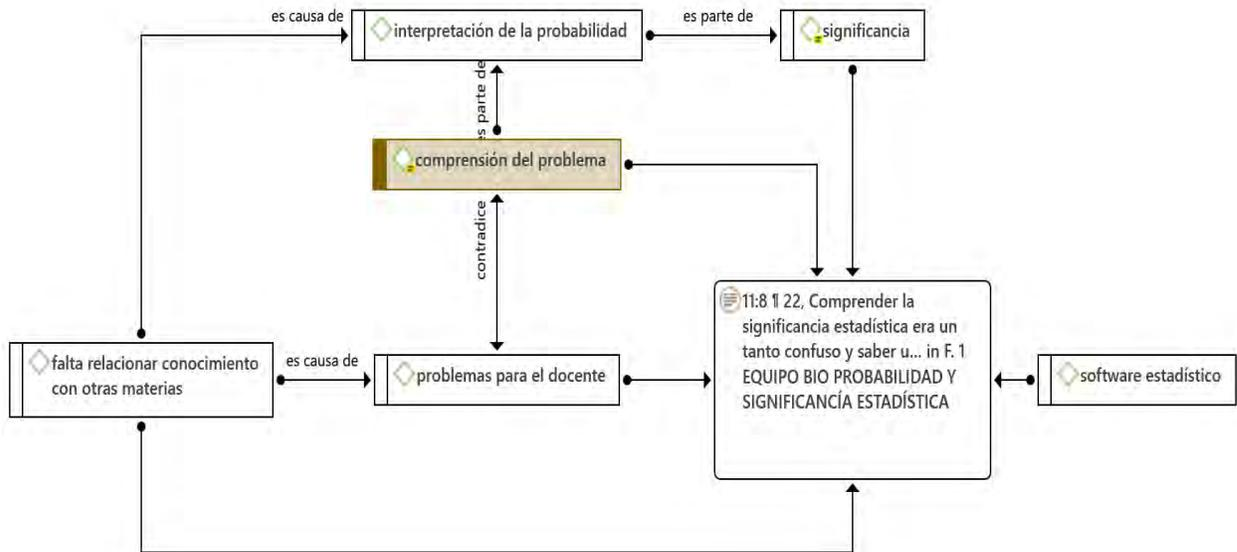 es causa de
interpretación de la probabilidad
es parte de
significancia
es parte de
comprensión del problema
contradice
11:8 ¶ 22, Comprender la
significancia estadística era un
tanto confuso y saber u... in F. 1
EQUIPO BIO PROBABILIDAD Y
SIGNIFICANCÍA ESTADÍSTICA
falta relacionar conocimiento
con otras materias
es causa de
problemas para el docente
software estadístico